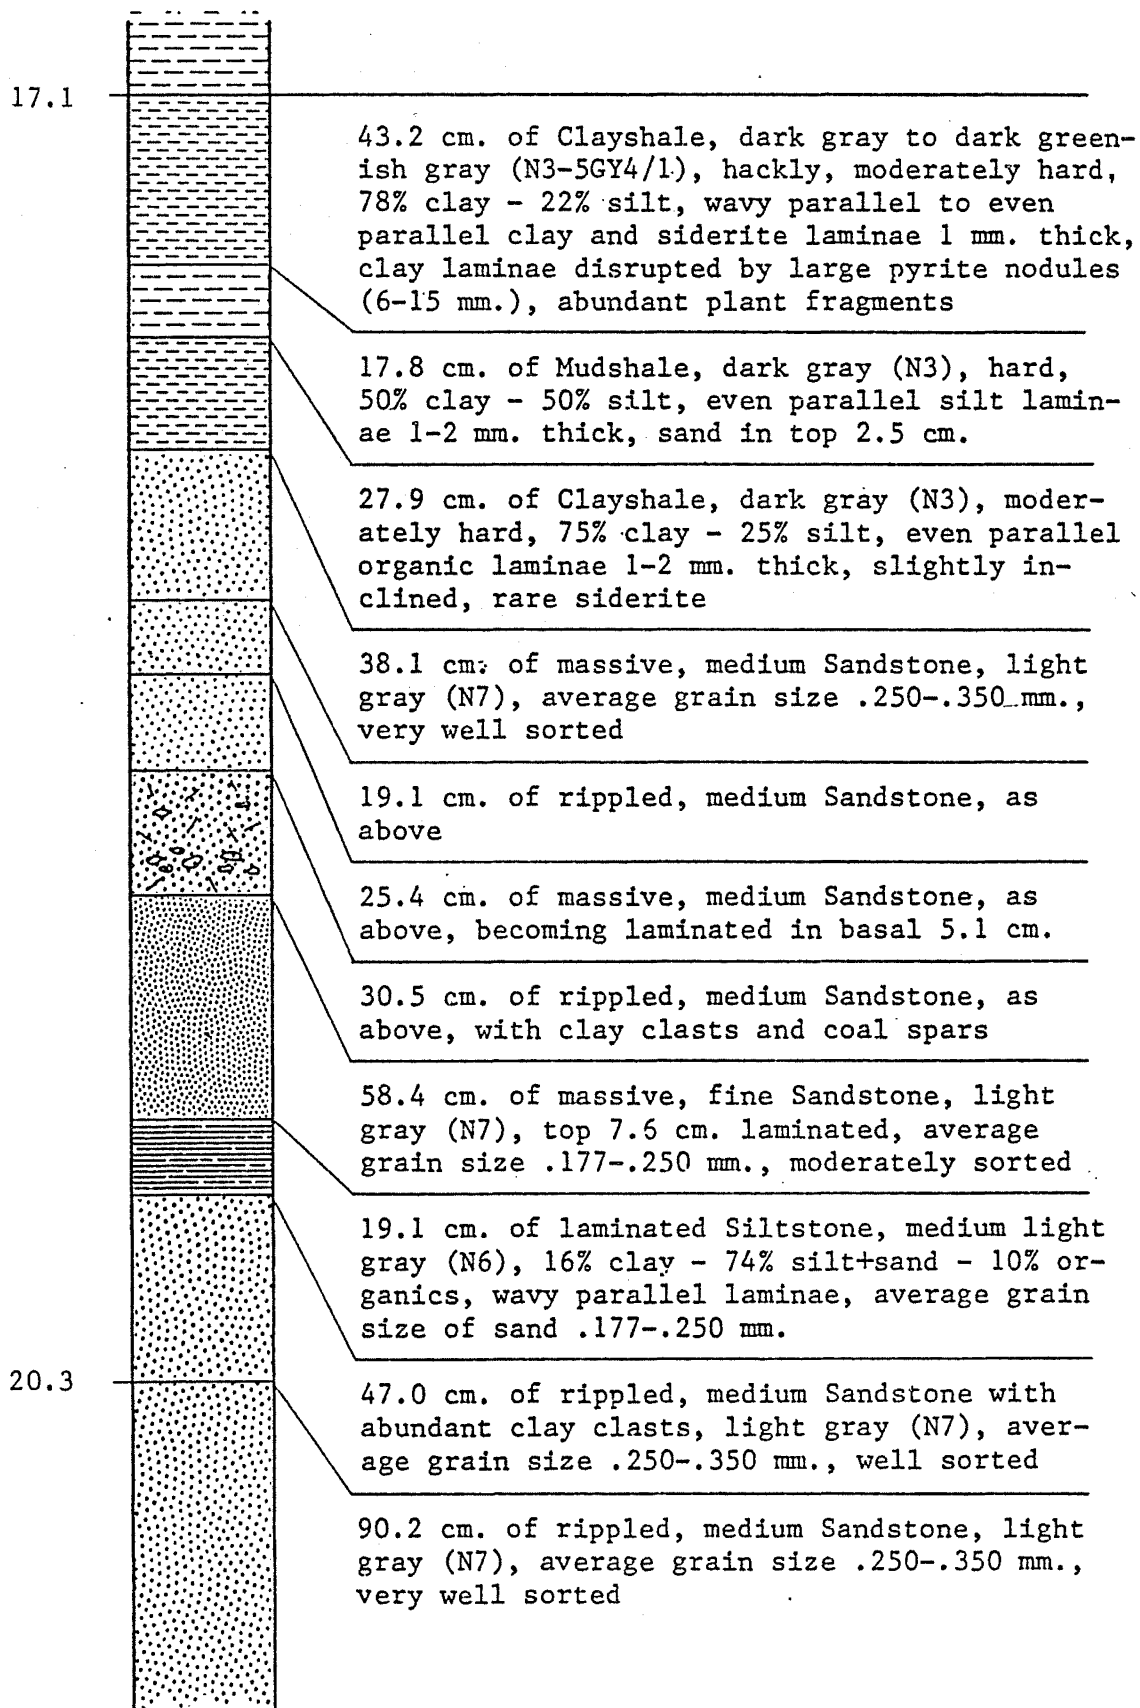 17.1
43.2 cm. of Clayshale, dark gray to dark green-
ish gray (N3-5GY4/1), hackly, moderately hard,
78% clay - 22% silt, wavy parallel to even
parallel clay and siderite laminae 1 mm. thick,
clay laminae disrupted by large pyrite nodules
(6-15 mm.), abundant plant fragments
17.8 cm. of Mudshale, dark gray (N3), hard,
50% clay - 50% silt, even parallel silt lamin-
ae 1-2 mm. thick, sand in top 2.5 cm.
27.9 cm. of Clayshale, dark gray (N3), moder-
ately hard, 75% clay - 25% silt, even parallel
organic laminae 1-2 mm. thick, slightly in-
clined, rare siderite
38.1 cm. of massive, medium Sandstone, light
gray (N7), average grain size .250-.350 mm.,
very well sorted
19.1 cm. of rippled, medium Sandstone, as
above
25.4 cm. of massive, medium Sandstone, as
above, becoming laminated in basal 5.1 cm.
30.5 cm. of rippled, medium Sandstone, as
above, with clay clasts and coal spars
58.4 cm. of massive, fine Sandstone, light
gray (N7), top 7.6 cm. laminated, average
grain size .177-.250 mm., moderately sorted
19.1 cm. of laminated Siltstone, medium light
gray (N6), 16% clay - 74% silt+sand - 10% or-
ganics, wavy parallel laminae, average grain
size of sand .177-.250 mm.
20.3
47.0 cm. of rippled, medium Sandstone with
abundant clay clasts, light gray (N7), aver-
age grain size .250-.350 mm., well sorted
90.2 cm. of rippled, medium Sandstone, light
gray (N7), average grain size .250-.350 mm.,
very well sorted